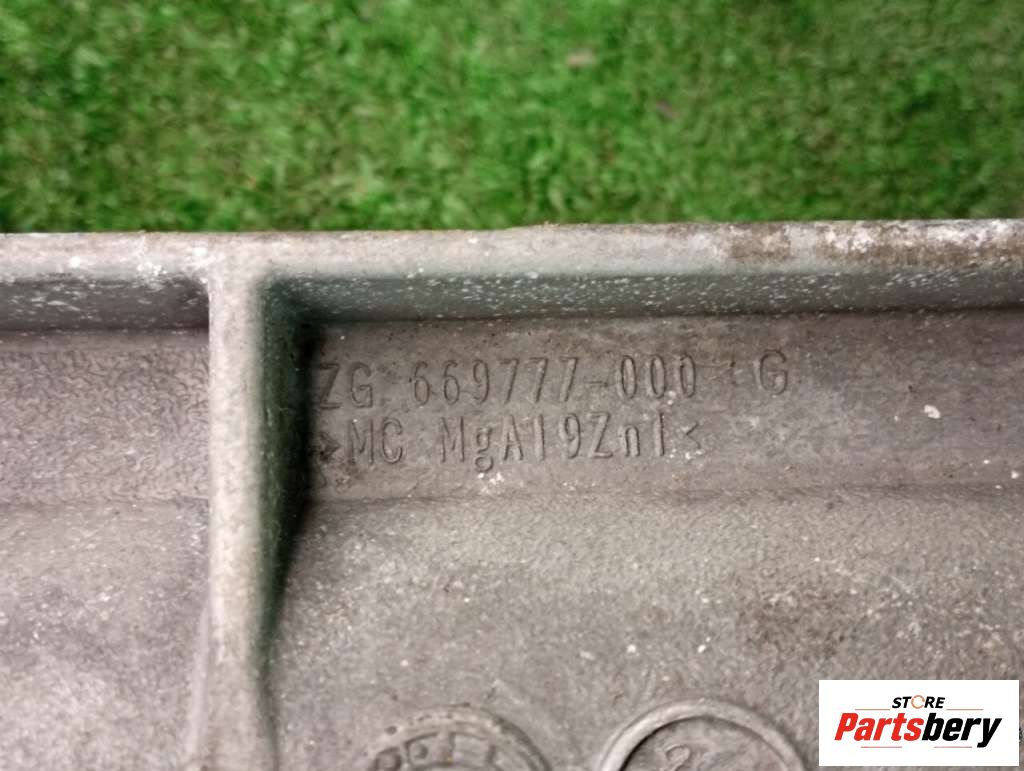 ZG 669777-000 G
>MC MgAl9Zn1<
STORE
Partsbery